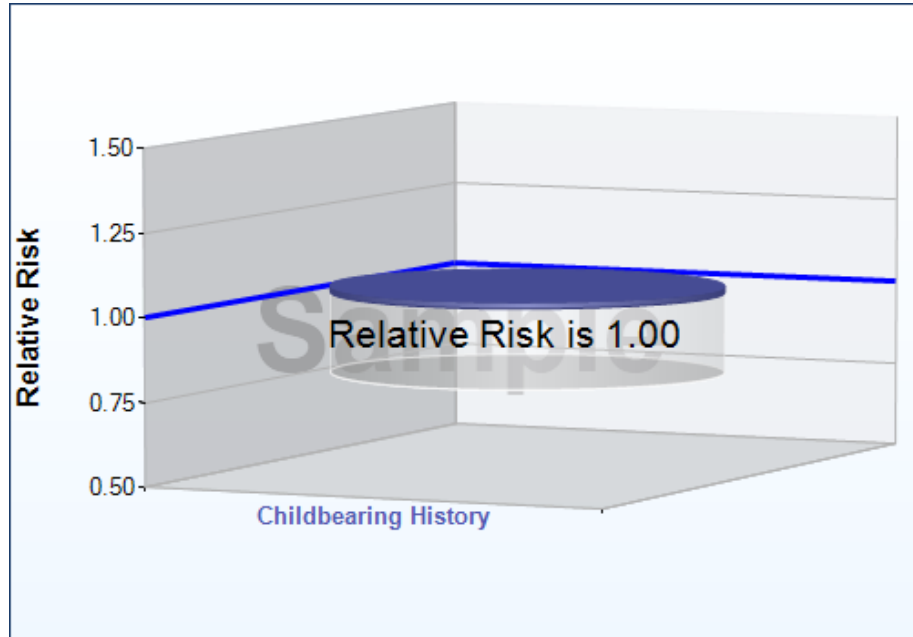 1.50
1.25
1.00
0.75
0.50
Relative Risk
Sample
Relative Risk is 1.00
Childbearing History